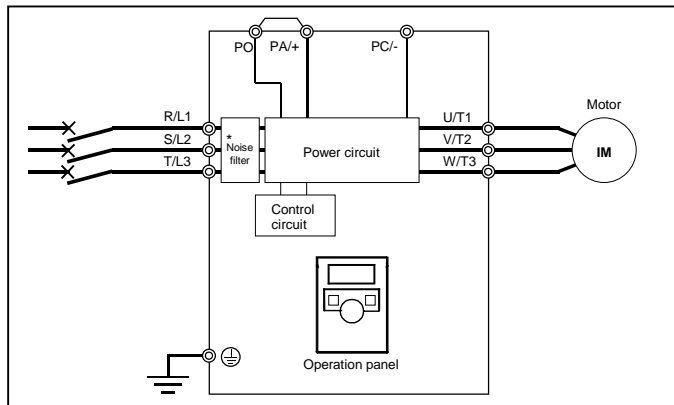 PO PA/+ PC/-
R/L1
S/L2
T/L3
*
Noise
filter
Power circuit
Control
circuit
U/T1
V/T2
W/T3
Motor
IM
Operation panel